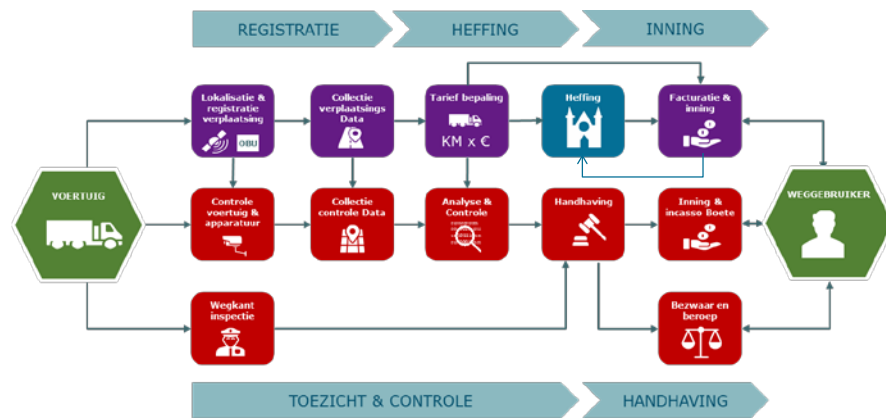 REGISTRATIE
HEFFING
INNING
Lokalisatie &
registratie
verplaatsing
OBU
Collectie
verplaatsings
Data
Tarief bepaling
KM x €
Heffing
Facturatie &
inning
VOERTUIG
Controle
voertuig &
apparatuur
Collectie
controle Data
Analyse &
Controle
Handhaving
Inning &
incasso Boete
WEGGEBRUIKER
Wegkant
inspectie
Bezwaar en
beroep
TOEZICHT & CONTROLE
HANDHAVING